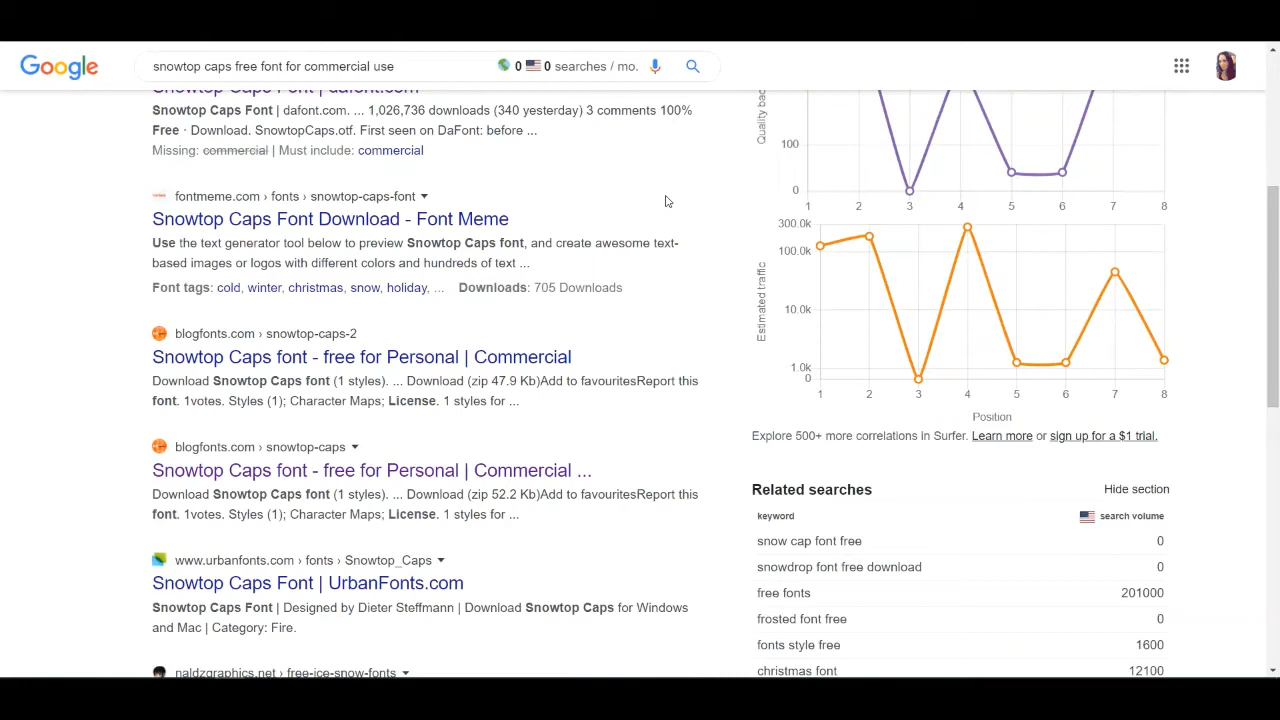 Google
snowtop caps free font for commercial use
0 0 searches / mo.
Snowtop Caps Font | dafont.com
Snowtop Caps Font | dafont.com. ... 1,026,736 downloads (340 yesterday) 3 comments 100%
Free · Download. SnowtopCaps.otf. First seen on DaFont: before ...
Missing: commercial | Must include: commercial
fontmeme.com › fonts › snowtop-caps-font
Snowtop Caps Font Download - Font Meme
Use the text generator tool below to preview Snowtop Caps font, and create awesome text-
based images or logos with different colors and hundreds of text ...
Font tags: cold, winter, christmas, snow, holiday, ... Downloads: 705 Downloads
blogfonts.com › snowtop-caps-2
Snowtop Caps font - free for Personal | Commercial
Download Snowtop Caps font (1 styles). ... Download (zip 47.9 Kb)Add to favouritesReport this
font. 1votes. Styles (1); Character Maps; License. 1 styles for ...
blogfonts.com › snowtop-caps
Snowtop Caps font - free for Personal | Commercial ...
Download Snowtop Caps font (1 styles). ... Download (zip 52.2 Kb)Add to favouritesReport this
font. 1votes. Styles (1); Character Maps; License. 1 styles for ...
www.urbanfonts.com › fonts › Snowtop_Caps
Snowtop Caps Font | UrbanFonts.com
Snowtop Caps Font | Designed by Dieter Steffmann | Download Snowtop Caps for Windows
and Mac | Category: Fire.
naldzgraphics.net › free-ice-snow-fonts
Quality bac
100
0
1 2 3 4 5 6 7 8
Estimated traffic
300.0k
100.0k
10.0k
1.0k
0
1 2 3 4 5 6 7 8
Position
Explore 500+ more correlations in Surfer. Learn more or sign up for a $1 trial.
Related searches Hide section
keyword search volume
snow cap font free 0
snowdrop font free download 0
free fonts 201000
frosted font free 0
fonts style free 1600
christmas font 12100